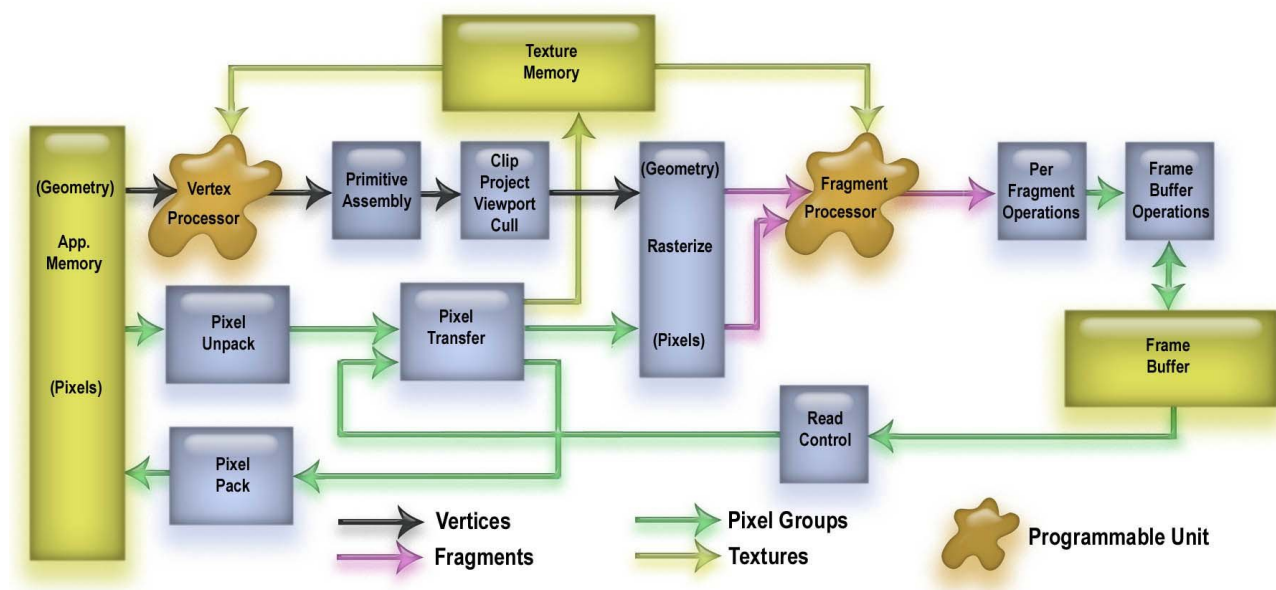 Texture
Memory
(Geometry)
App.
Memory
(Pixels)
Vertex
Processor
Primitive
Assembly
Clip
Project
Viewport
Cull
(Geometry)
Rasterize
(Pixels)
Fragment
Processor
Per
Fragment
Operations
Frame
Buffer
Operations
Pixel
Unpack
Pixel
Transfer
Frame
Buffer
Read
Control
Pixel
Pack
Vertices
Fragments
Pixel Groups
Textures
Programmable Unit